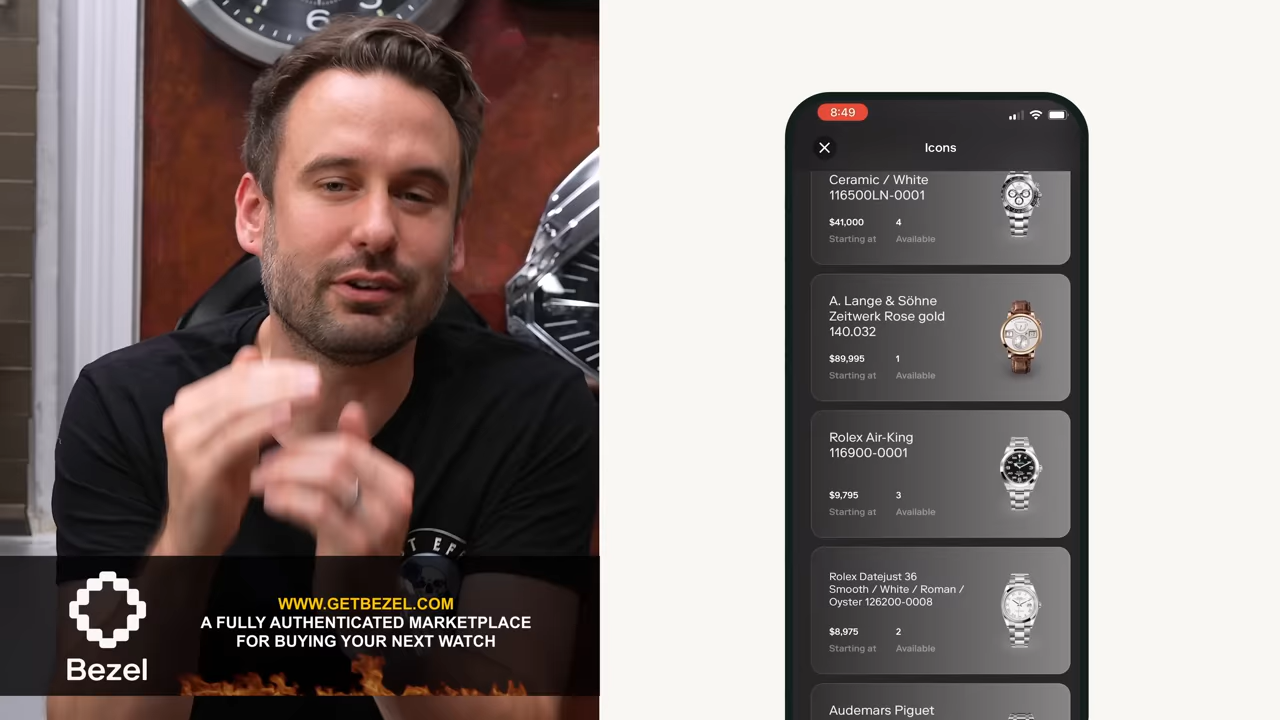 6
T EF
Bezel
WWW.GETBEZEL.COM
A FULLY AUTHENTICATED MARKETPLACE
FOR BUYING YOUR NEXT WATCH
8:49
Icons
Ceramic / White
116500LN-0001
$41,000 4
Starting at Available
A. Lange & Söhne
Zeitwerk Rose gold
140.032
$89,995 1
Starting at Available
Rolex Air-King
116900-0001
$9,795 3
Starting at Available
Rolex Datejust 36
Smooth / White / Roman /
Oyster 126200-0008
$8,975 2
Starting at Available
Audemars Piguet